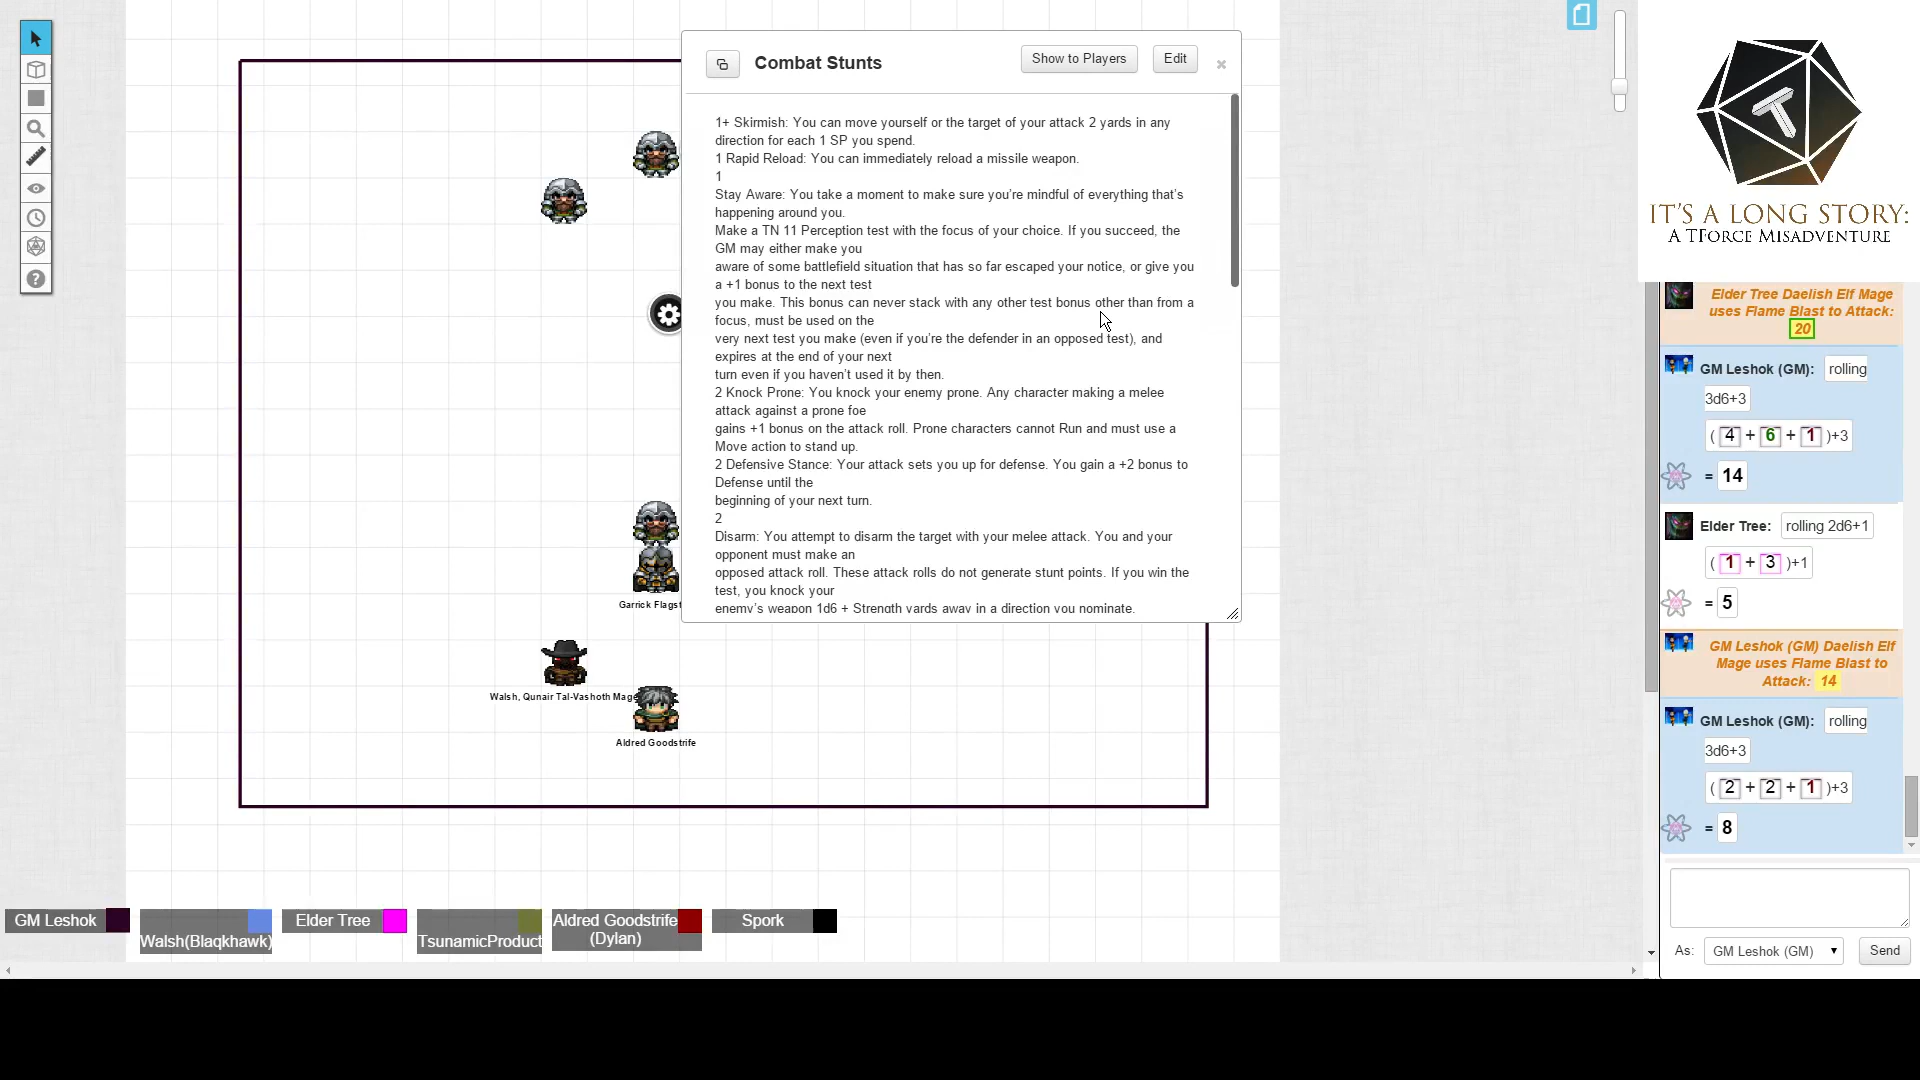 Combat Stunts
Show to Players
Edit
×
1+ Skirmish: You can move yourself or the target of your attack 2 yards in any
direction for each 1 SP you spend.
1 Rapid Reload: You can immediately reload a missile weapon.
1
Stay Aware: You take a moment to make sure you’re mindful of everything that’s
happening around you.
Make a TN 11 Perception test with the focus of your choice. If you succeed, the
GM may either make you
aware of some battlefield situation that has so far escaped your notice, or give you
a +1 bonus to the next test
you make. This bonus can never stack with any other test bonus other than from a
focus, must be used on the
very next test you make (even if you’re the defender in an opposed test), and
expires at the end of your next
turn even if you haven’t used it by then.
2 Knock Prone: You knock your enemy prone. Any character making a melee
attack against a prone foe
gains +1 bonus on the attack roll. Prone characters cannot Run and must use a
Move action to stand up.
2 Defensive Stance: Your attack sets you up for defense. You gain a +2 bonus to
Defense until the
beginning of your next turn.
2
Disarm: You attempt to disarm the target with your melee attack. You and your
opponent must make an
opposed attack roll. These attack rolls do not generate stunt points. If you win the
test, you knock your
enemy’s weapon 1d6 + Strength yards away in a direction you nominate.
Garrick Flagst
Walsh, Qunair Tal-Vashoth Mage
Aldred Goodstrife
GM Leshok
Walsh(Blaqkhawk)
Elder Tree
TsunamicProduct
Aldred Goodstrife
(Dylan)
Spork
IT'S A LONG STORY:
A TFORCE MISADVENTURE
Elder Tree Daelish Elf Mage
uses Flame Blast to Attack:
20
GM Leshok (GM): rolling
3d6+3
( 4 + 6 + 1 )+3
= 14
Elder Tree: rolling 2d6+1
( 1 + 3 )+1
= 5
GM Leshok (GM) Daelish Elf
Mage uses Flame Blast to
Attack: 14
GM Leshok (GM): rolling
3d6+3
( 2 + 2 + 1 )+3
= 8
As: GM Leshok (GM) Send